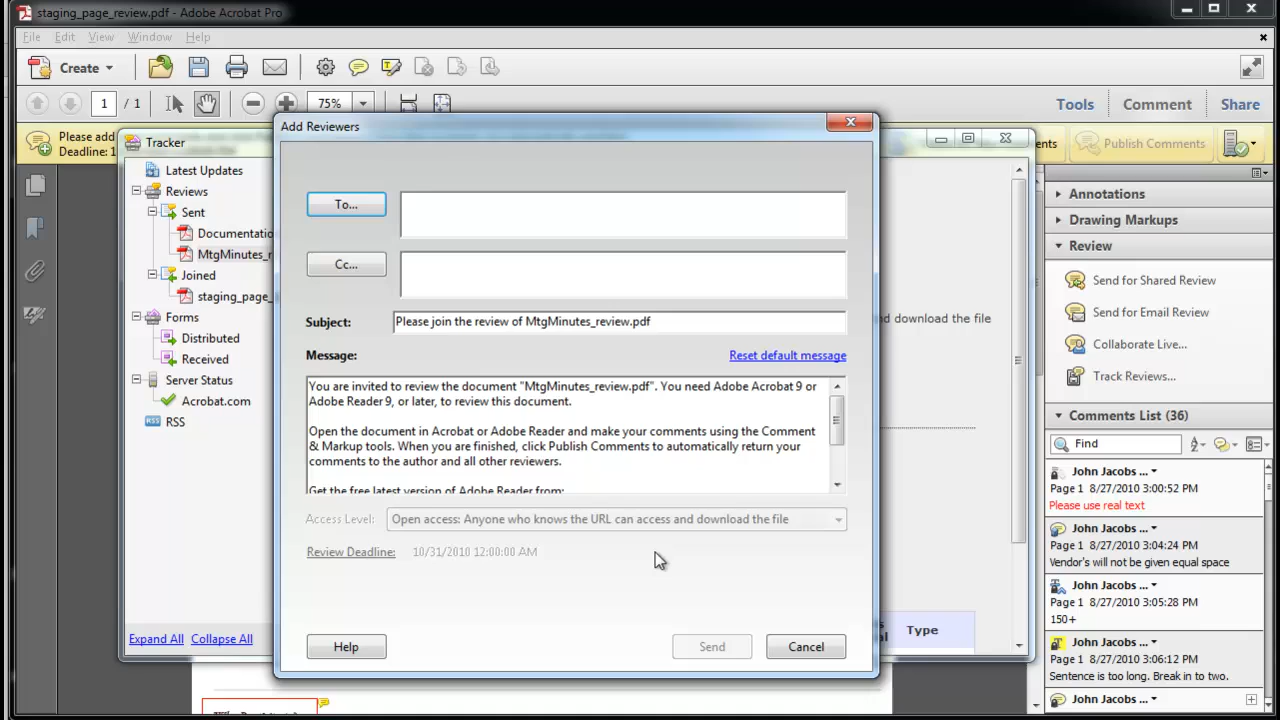 staging_page_review.pdf - Adobe Acrobat Pro
File Edit View Window Help
Create
1 / 1 75%
Tools Comment Share
Please add
Deadline: 1
Publish Comments
Tracker
Latest Updates
Reviews
Sent
MtgMinutes_r
Joined
staging_page_
Forms
Distributed
Received
Server Status
Acrobat.com
RSS
Expand All Collapse All
Add Reviewers
To...
Cc...
Subject: Please join the review of MtgMinutes_review.pdf
Message: Reset default message
You are invited to review the document "MtgMinutes_review.pdf". You need Adobe Acrobat 9 or
Adobe Reader 9, or later, to review this document.
Open the document in Acrobat or Adobe Reader and make your comments using the Comment
& Markup tools. When you are finished, click Publish Comments to automatically return your
comments to the author and all other reviewers.
Get the free latest version of Adobe Reader from:
Access Level: Open access: Anyone who knows the URL can access and download the file
Review Deadline: 10/31/2010 12:00:00 AM
Help Send Cancel
d download the file
Type
Annotations
Drawing Markups
Review
Send for Shared Review
Send for Email Review
Collaborate Live...
Track Reviews...
Comments List (36)
Find
John Jacobs ...
Page 1 8/27/2010 3:00:52 PM
Please use real text
John Jacobs ...
Page 1 8/27/2010 3:04:24 PM
Vendor's will not be given equal space
John Jacobs ...
Page 1 8/27/2010 3:05:28 PM
150+
John Jacobs ...
Page 1 8/27/2010 3:06:12 PM
Sentence is too long. Break in to two.
John Jacobs ...